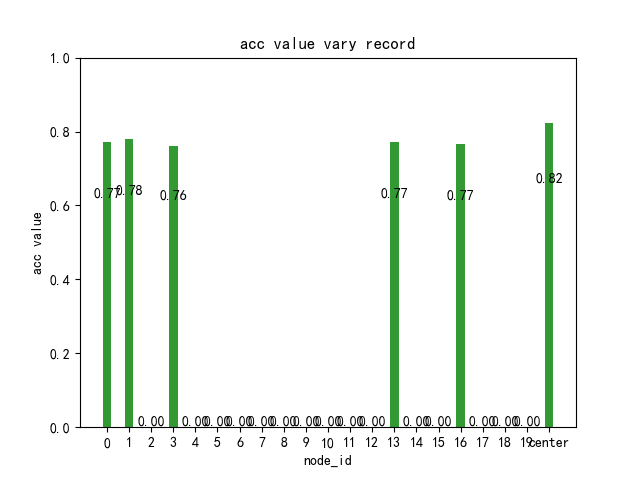 acc value vary record
1.0
0.8
0.6
0.4
0.2
0.0
acc value
0.77 0.78 0.00 0.76 0.00 0.00 0.00 0.00 0.00 0.00 0.00 0.00 0.00 0.77 0.00 0.00 0.77 0.00 0.00 0.00 0.82
0 1 2 3 4 5 6 7 8 9 10 11 12 13 14 15 16 17 18 19 center
node_id